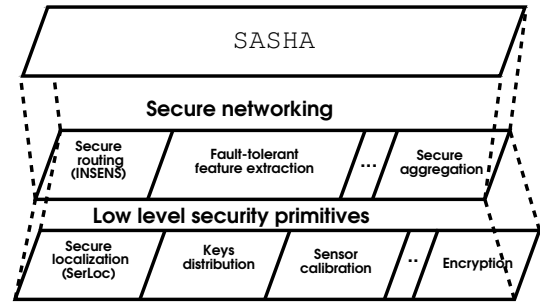 SASHA
Secure networking
Secure
routing
(INSENS)
Fault-tolerant
feature extraction
...
Secure
aggregation
Low level security primitives
Secure
localization
(SerLoc)
Keys
distribution
Sensor
calibration
..
Encryption